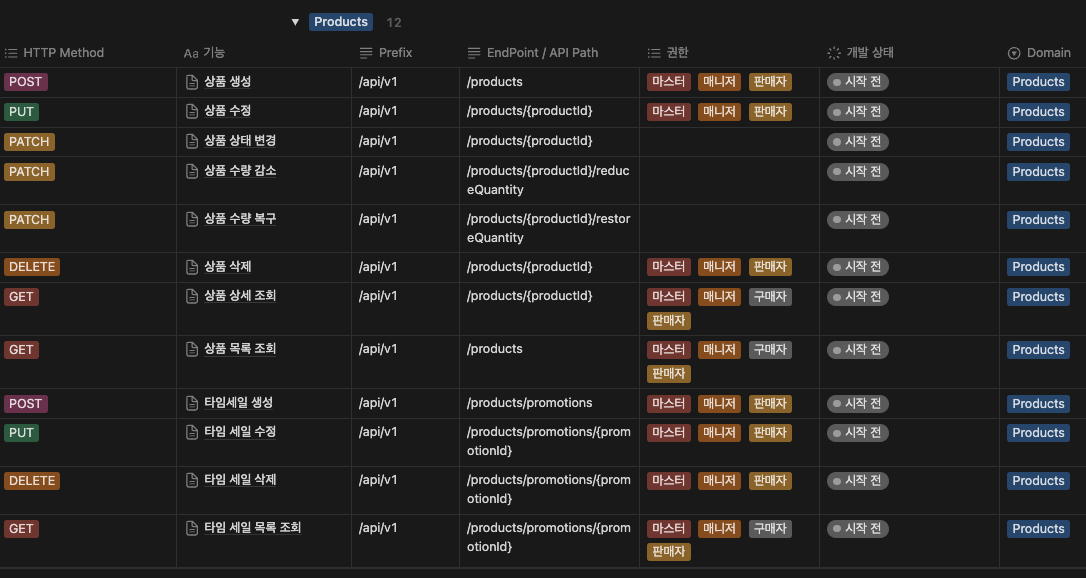 Products 12
HTTP Method Aa 기능 Prefix EndPoint / API Path 권한 개발 상태 Domain
POST 상품 생성 /api/v1 /products 마스터 매니저 판매자 시작 전 Products
PUT 상품 수정 /api/v1 /products/{productId} 마스터 매니저 판매자 시작 전 Products
PATCH 상품 상태 변경 /api/v1 /products/{productId} 시작 전 Products
PATCH 상품 수량 감소 /api/v1 /products/{productId}/reduc 시작 전 Products
eQuantity
PATCH 상품 수량 복구 /api/v1 /products/{productId}/restor 시작 전 Products
eQuantity
DELETE 상품 삭제 /api/v1 /products/{productId} 마스터 매니저 판매자 시작 전 Products
GET 상품 상세 조회 /api/v1 /products/{productId} 마스터 매니저 구매자 시작 전 Products
판매자
GET 상품 목록 조회 /api/v1 /products 마스터 매니저 구매자 시작 전 Products
판매자
POST 타임세일 생성 /api/v1 /products/promotions 마스터 매니저 판매자 시작 전 Products
PUT 타임 세일 수정 /api/v1 /products/promotions/{prom 마스터 매니저 판매자 시작 전 Products
otionId}
DELETE 타임 세일 삭제 /api/v1 /products/promotions/{prom 마스터 매니저 판매자 시작 전 Products
otionId}
GET 타임 세일 목록 조회 /api/v1 /products/promotions/{prom 마스터 매니저 구매자 시작 전 Products
otionId} 판매자